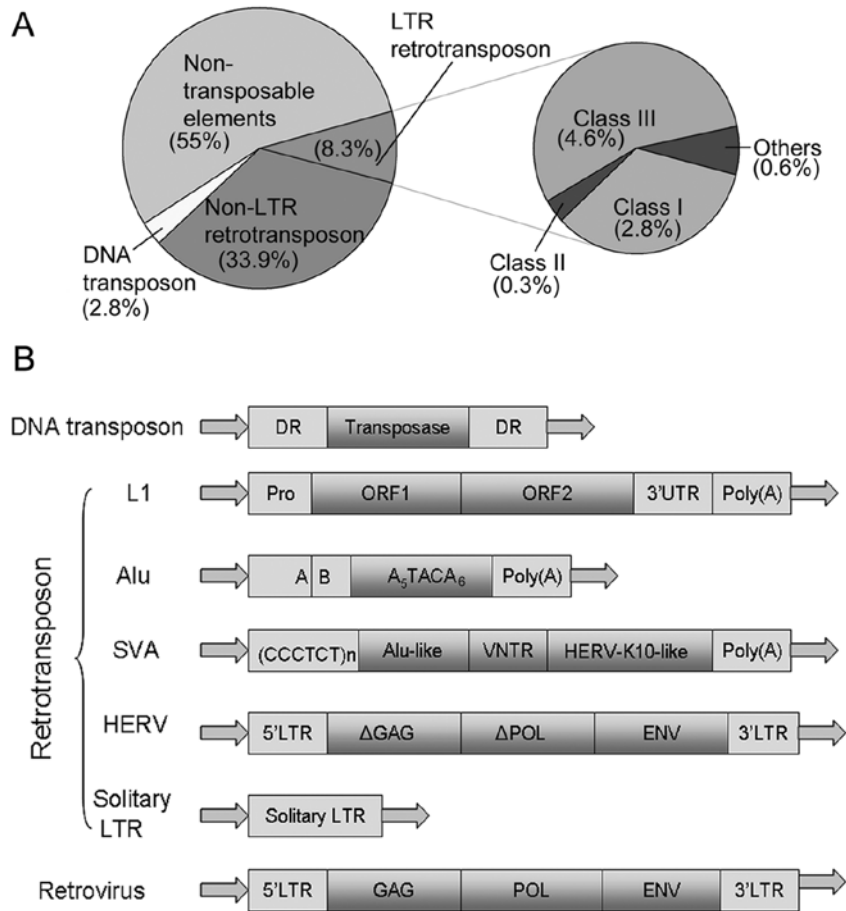 A
Non-
transposable
elements
(55%)
LTR
retrotransposon
(8.3%)
Non-LTR
retrotransposon
(33.9%)
DNA
transposon
(2.8%)
Class III
(4.6%)
Others
(0.6%)
Class I
(2.8%)
Class II
(0.3%)
B
DNA transposon
DR Transposase DR
Retrotransposon
L1
Pro ORF1 ORF2 3'UTR Poly(A)
Alu
A B A₅TACA₆ Poly(A)
SVA
(CCCTCT)n Alu-like VNTR HERV-K10-like Poly(A)
HERV
5'LTR ΔGAG ΔPOL ENV 3'LTR
Solitary
LTR
Solitary LTR
Retrovirus
5'LTR GAG POL ENV 3'LTR